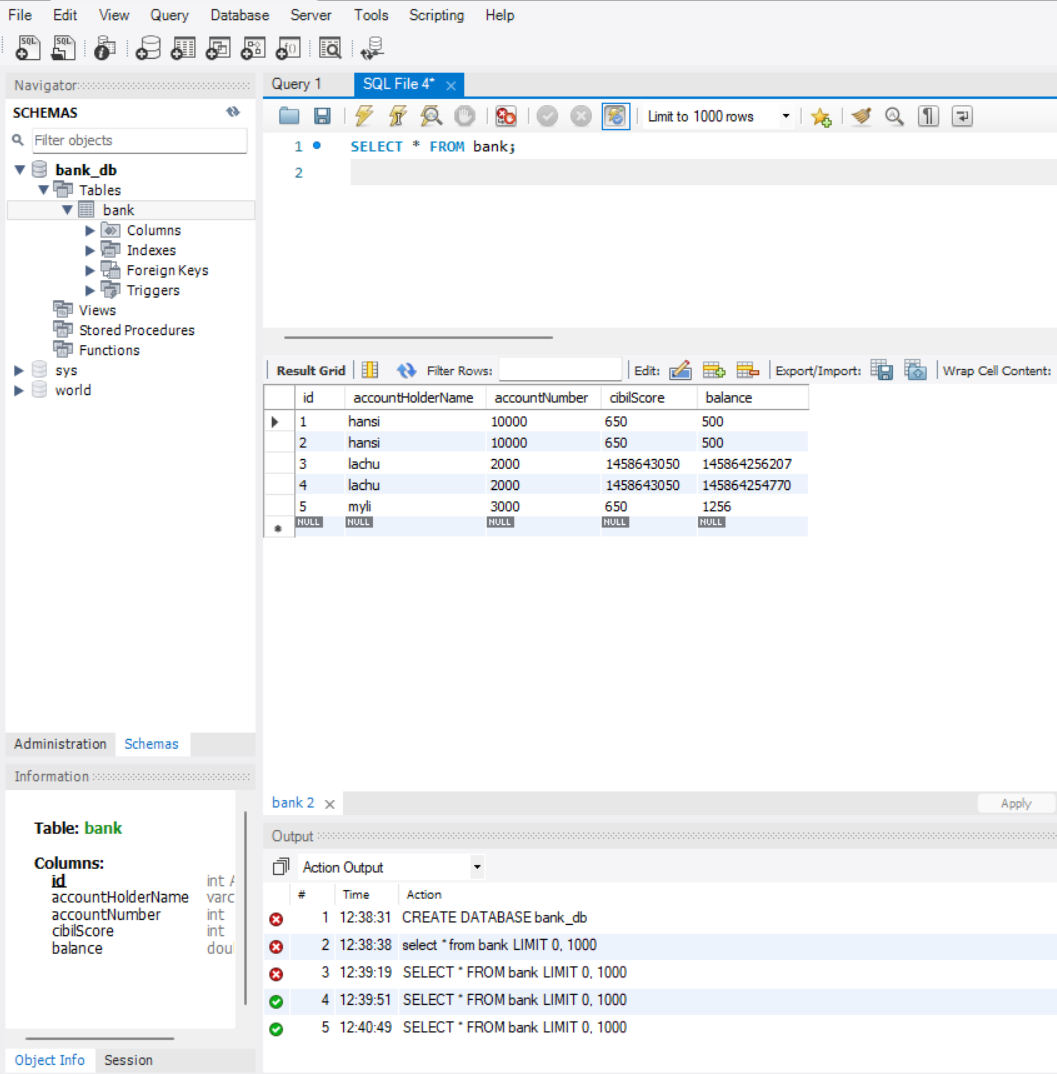 File Edit View Query Database Server Tools Scripting Help
Navigator
SCHEMAS
Filter objects
bank_db
Tables
bank
Columns
Indexes
Foreign Keys
Triggers
Views
Stored Procedures
Functions
sys
world
Administration Schemas
Information
Table: bank
Columns:
id int A
accountHolderName varc
accountNumber int
cibilScore int
balance dou
Object Info Session
Query 1 SQL File 4*
Limit to 1000 rows
1 SELECT * FROM bank;
2
Result Grid Filter Rows: Edit: Export/Import: Wrap Cell Content:
id accountHolderName accountNumber cibilScore balance
1 hansi 10000 650 500
2 hansi 10000 650 500
3 lachu 2000 1458643050 145864256207
4 lachu 2000 1458643050 145864254770
5 myli 3000 650 1256
NULL NULL NULL NULL NULL
bank 2 Apply
Output
Action Output
# Time Action
1 12:38:31 CREATE DATABASE bank_db
2 12:38:38 select * from bank LIMIT 0, 1000
3 12:39:19 SELECT * FROM bank LIMIT 0, 1000
4 12:39:51 SELECT * FROM bank LIMIT 0, 1000
5 12:40:49 SELECT * FROM bank LIMIT 0, 1000